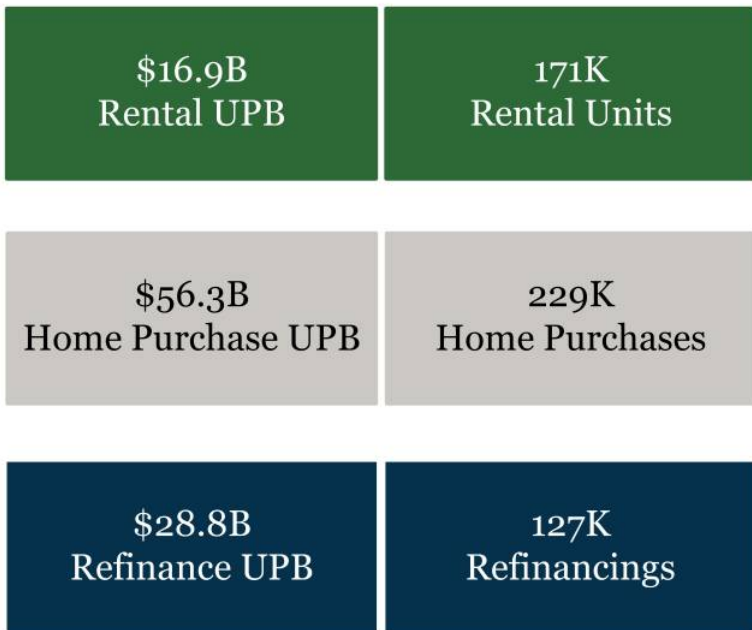 $16.9B
Rental UPB
171K
Rental Units
$56.3B
Home Purchase UPB
229K
Home Purchases
$28.8B
Refinance UPB
127K
Refinancings